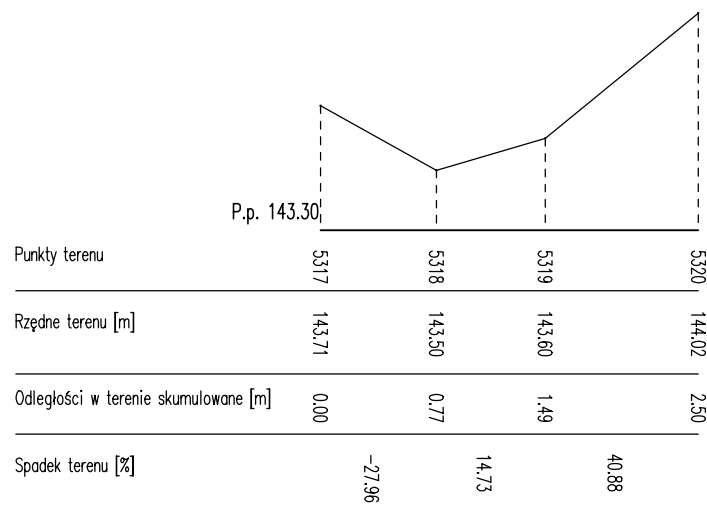 P.p. 143.30
Punkty terenu 5317 5318 5319 5320
Rzędne terenu [m] 143.71 143.50 143.60 144.02
Odległości w terenie skumulowane [m] 0.00 0.77 1.49 2.50
Spadek terenu [%] -27.96 14.73 40.88